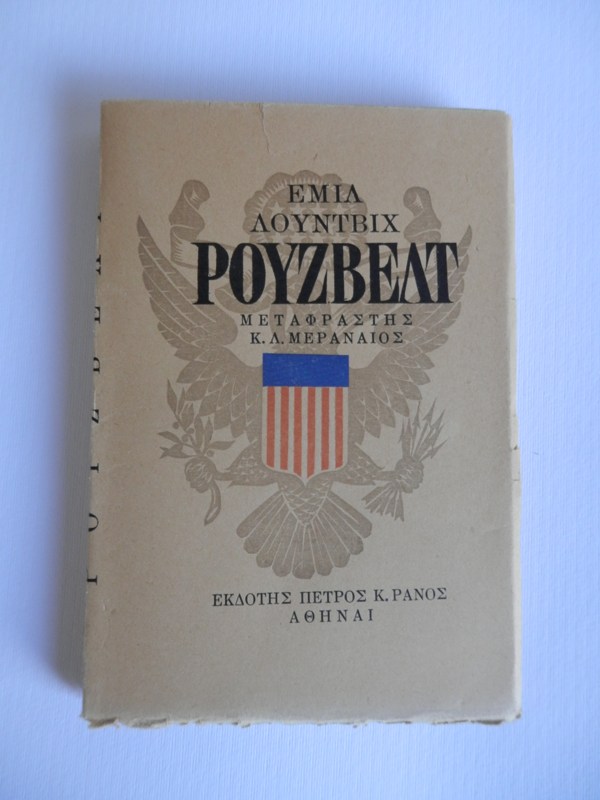 ΕΜΙΛ
ΛΟΥΝΤΒΙΧ
ΡΟΥΖΒΕΛΤ
ΜΕΤΑΦΡΑΣΤΗΣ
Κ.Λ.ΜΕΡΑΝΑΙΟΣ
ΕΚΔΟΤΗΣ ΠΕΤΡΟΣ Κ. ΡΑΝΟΣ
ΑΘΗΝΑΙ